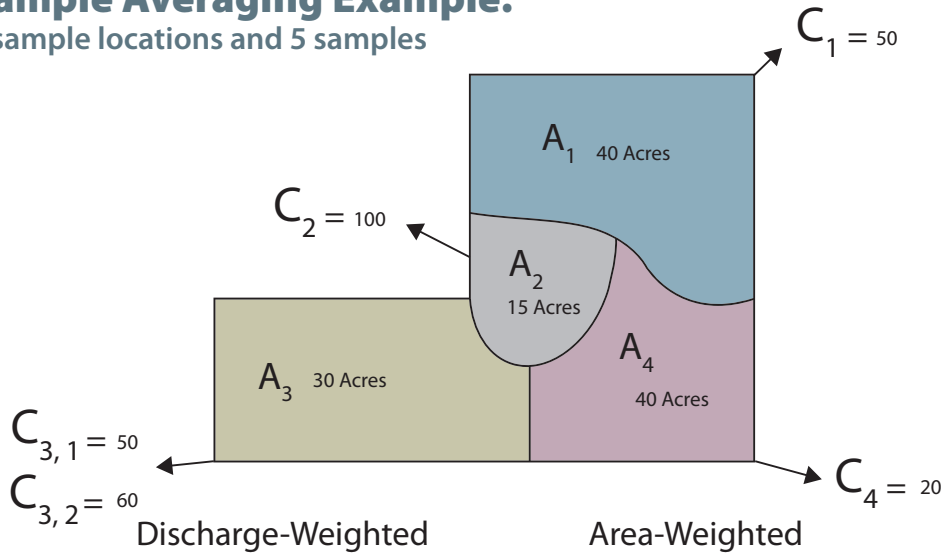 Averaging Example:
sample locations and 5 samples
C1 = 50
A1 40 Acres
C2 = 100
A2
15 Acres
A3 30 Acres
A4
40 Acres
C3, 1 = 50
C3, 2 = 60
C4 = 20
Discharge-Weighted Area-Weighted